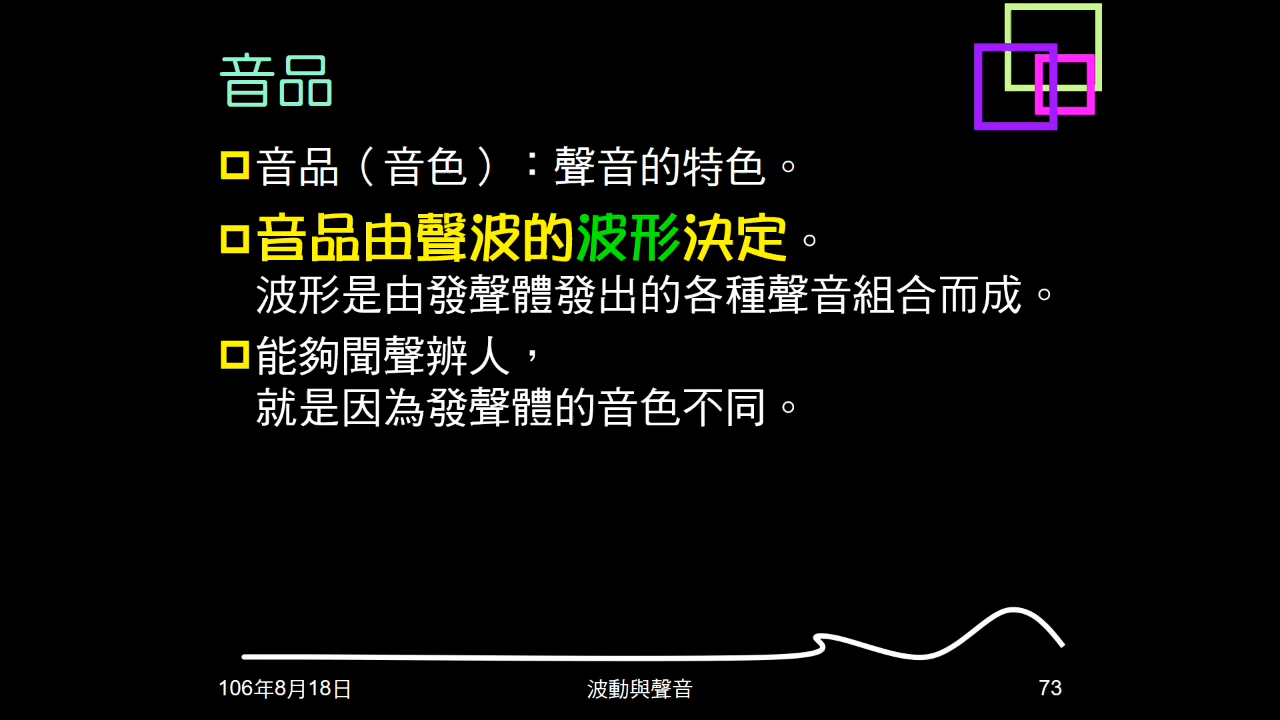 音品
音品（音色）：聲音的特色。
音品由聲波的波形決定。
波形是由發聲體發出的各種聲音組合而成。
能夠聞聲辨人，
就是因為發聲體的音色不同。
106年8月18日
波動與聲音
73